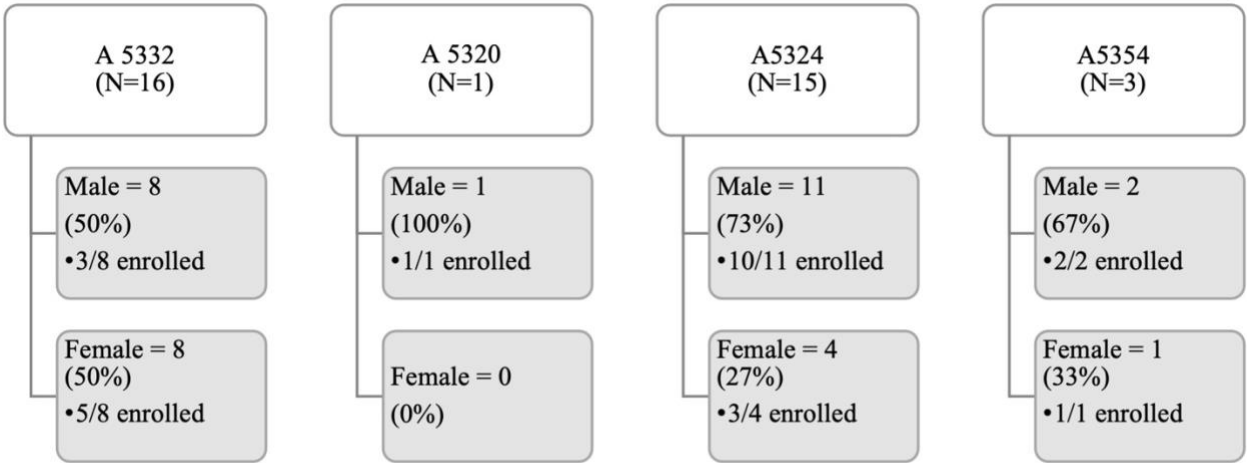 A 5332
(N=16)
Male = 8
(50%)
•3/8 enrolled
Female = 8
(50%)
•5/8 enrolled
A 5320
(N=1)
Male = 1
(100%)
•1/1 enrolled
Female = 0
(0%)
A5324
(N=15)
Male = 11
(73%)
•10/11 enrolled
Female = 4
(27%)
•3/4 enrolled
A5354
(N=3)
Male = 2
(67%)
•2/2 enrolled
Female = 1
(33%)
•1/1 enrolled